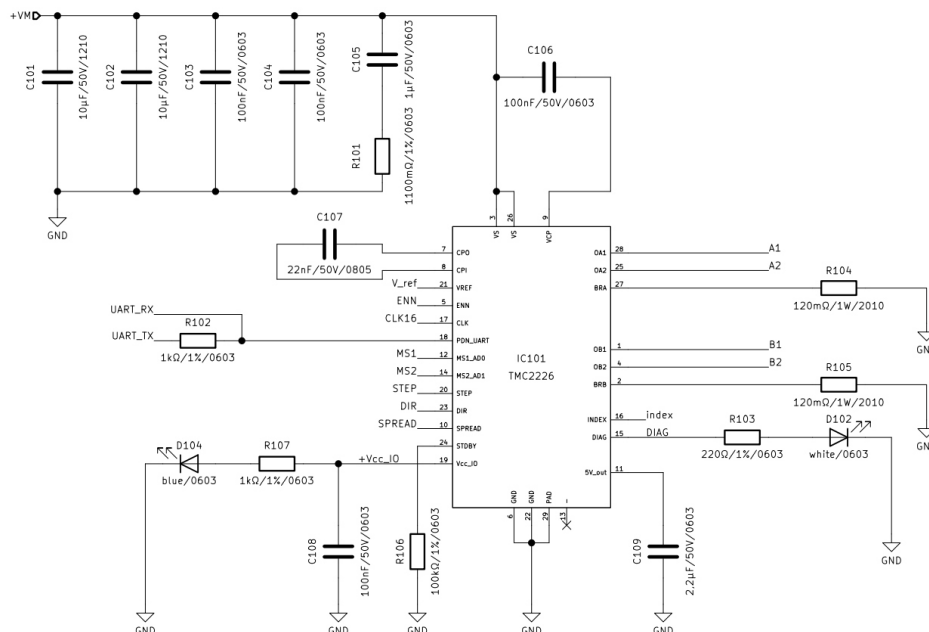 +VM
C101
10µF/50V/1210
C102
10µF/50V/1210
C103
100nF/50V/0603
C104
100nF/50V/0603
C105
1µF/50V/0603
R101
1100mΩ/1%/0603
GND
C106
100nF/50V/0603
3
26
9
VS
VS
VCP
C107
22nF/50V/0805
7
CPO
8
CPI
V_ref
21
VREF
ENN
5
ENN
CLK16
17
CLK
UART_RX
UART_TX
R102
1kΩ/1%/0603
18
PDN_UART
MS1
12
MS1_AD0
MS2
14
MS2_AD1
STEP
20
STEP
DIR
23
DIR
SPREAD
10
SPREAD
24
STDBY
+Vcc_IO
19
Vcc_IO
IC101
TMC2226
OA1
28
A1
OA2
25
A2
BRA
27
R104
120mΩ/1W/2010
GND
OB1
1
B1
OB2
4
B2
BRB
2
R105
120mΩ/1W/2010
GND
INDEX
16
index
DIAG
15
DIAG
R103
220Ω/1%/0603
D102
white/0603
GND
5V_out
11
C109
2.2µF/50V/0603
GND
GND
GND
PAD
-
6
22
29
13
GND
D104
blue/0603
R107
1kΩ/1%/0603
GND
C108
100nF/50V/0603
GND
R106
100kΩ/1%/0603
GND